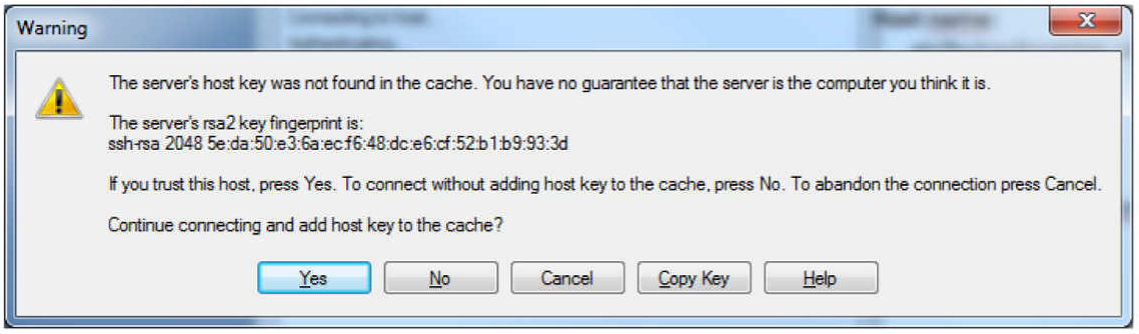 Warning
The server's host key was not found in the cache. You have no guarantee that the server is the computer you think it is.
The server's rsa2 key fingerprint is:
ssh-rsa 2048 5e:da:50:e3:6a:ec:f6:48:dc:e6:cf:52:b1:b9:93:3d
If you trust this host, press Yes. To connect without adding host key to the cache, press No. To abandon the connection press Cancel.
Continue connecting and add host key to the cache?
Yes
No
Cancel
Copy Key
Help